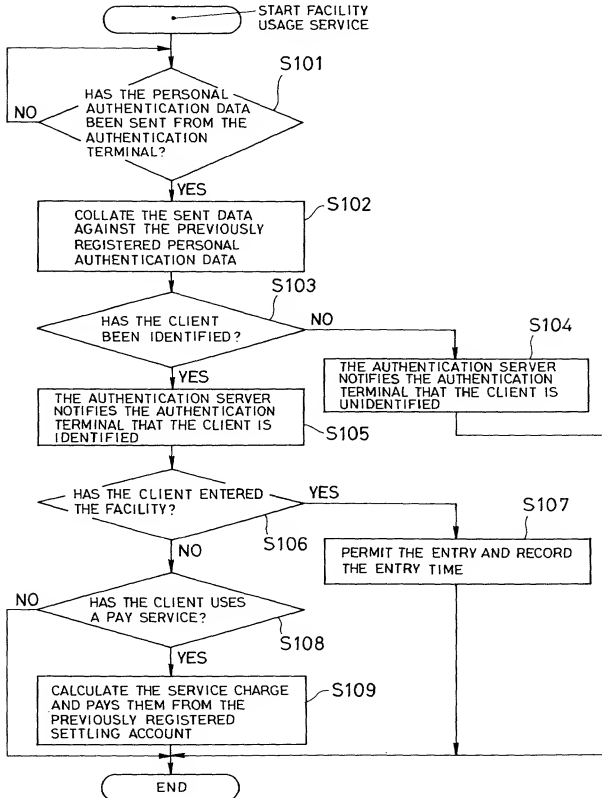 START FACILITY
USAGE SERVICE
S101
HAS THE PERSONAL
AUTHENTICATION DATA
BEEN SENT FROM THE
AUTHENTICATION
TERMINAL?
NO
YES
S102
COLLATE THE SENT DATA
AGAINST THE PREVIOUSLY
REGISTERED PERSONAL
AUTHENTICATION DATA
S103
HAS THE CLIENT
BEEN IDENTIFIED?
NO
S104
THE AUTHENTICATION SERVER
NOTIFIES THE AUTHENTICATION
TERMINAL THAT THE CLIENT IS
UNIDENTIFIED
YES
THE AUTHENTICATION SERVER
NOTIFIES THE AUTHENTICATION
TERMINAL THAT THE CLIENT IS
IDENTIFIED
S105
HAS THE CLIENT ENTERED
THE FACILITY?
YES
S106
S107
PERMIT THE ENTRY AND RECORD
THE ENTRY TIME
NO
NO
HAS THE CLIENT USES
A PAY SERVICE?
S108
YES
S109
CALCULATE THE SERVICE CHARGE
AND PAYS THEM FROM THE
PREVIOUSLY REGISTERED
SETTLING ACCOUNT
END